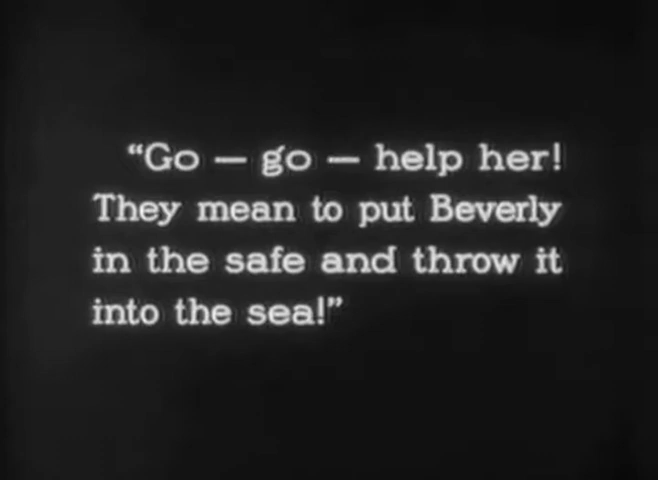 “Go — go — help her!
They mean to put Beverly
in the safe and throw it
into the sea!”